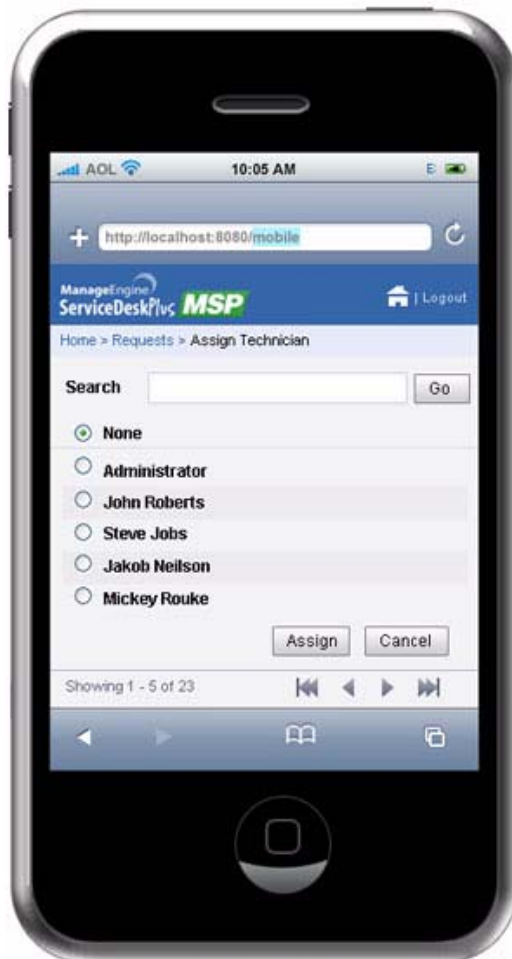 AOL 10:05 AM E
http://localhost:8080/mobile
ManageEngine
ServiceDeskPlus MSP | Logout
Home > Requests > Assign Technician
Search Go
None
Administrator
John Roberts
Steve Jobs
Jakob Neilson
Mickey Rouke
Assign Cancel
Showing 1 - 5 of 23